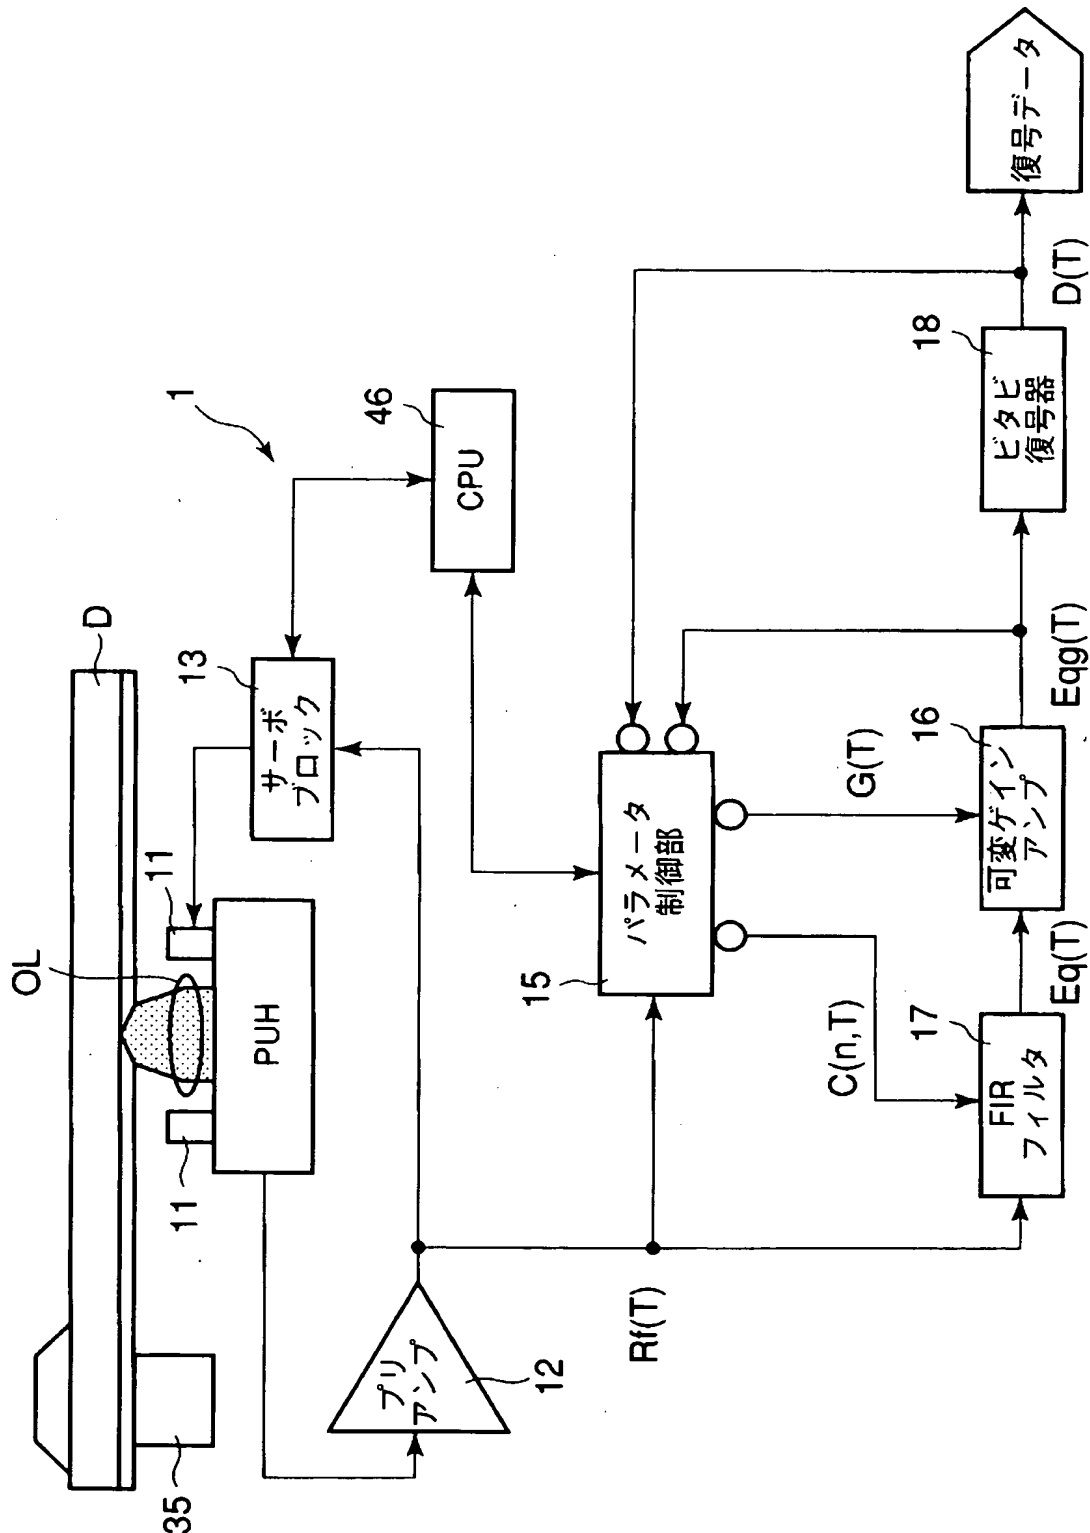 35
D
OL
11
11
PUH
13
サーボ
ブロック
1
46
CPU
プリ
アンプ
12
Rf(T)
15
パラメータ
制御部
C(n,T)
G(T)
17
FIR
フィルタ
Eq(T)
16
可変ゲイン
アンプ
Eqg(T)
18
ビタビ
復号器
D(T)
復号データ